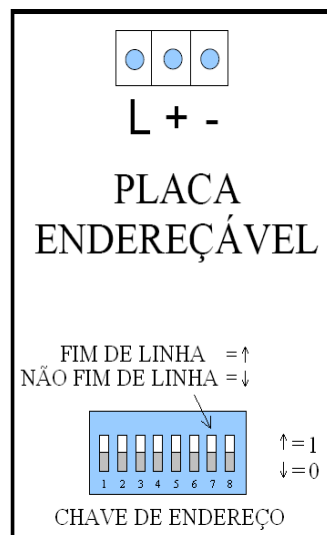 L + -
PLACA
ENDEREÇÁVEL
FIM DE LINHA =↑
NÃO FIM DE LINHA =↓
↑=1
↓=0
1 2 3 4 5 6 7 8
CHAVE DE ENDEREÇO